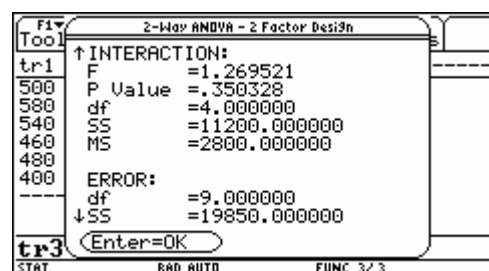 F1▼
Tool
2-Way ANOVA - 2 Factor Design
s
tr1
500
580
540
460
480
400
↑INTERACTION:
F =1.269521
P Value =.350328
df =4.000000
SS =11200.000000
MS =2800.000000
ERROR:
df =9.000000
↓SS =19850.000000
Enter=OK
tr3
STAT RAD AUTO FUNC 3/3